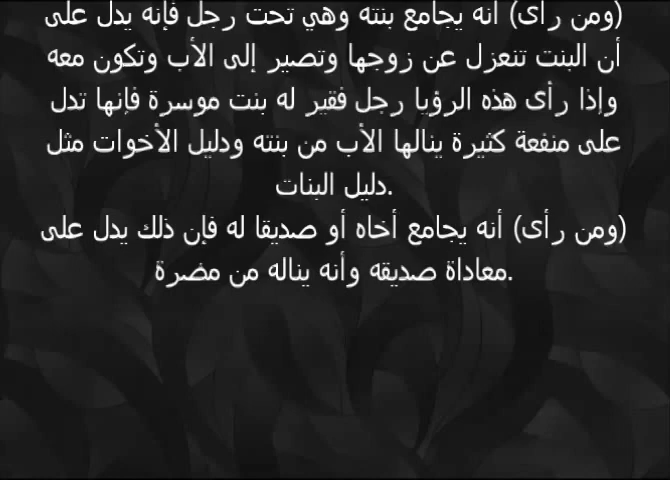 (ومن رأى) أنه يجامع بنته وهي تحت رجل فإنه يدل على
أن البنت تنعزل عن زوجها وتصير إلى الأب وتكون معه
وإذا رأى هذه الرؤيا رجل فقير له بنت موسرة فإنها تدل
على منفعة كثيرة ينالها الأب من بنته ودليل الأخوات مثل
دليل البنات.
(ومن رأى) أنه يجامع أخاه أو صديقا له فإن ذلك يدل على
معاداة صديقه وأنه يناله من مضرة.